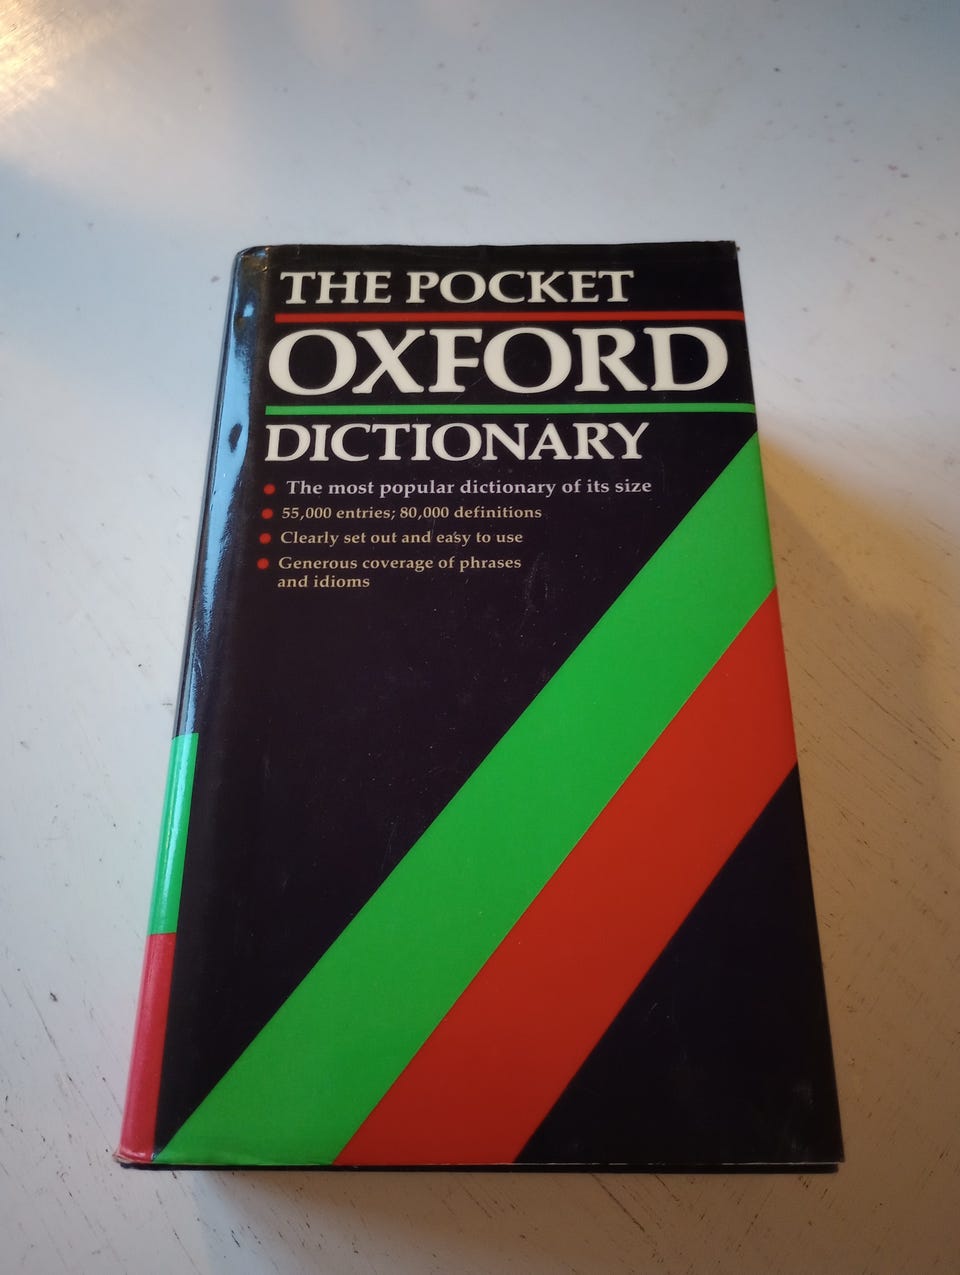 THE POCKET
OXFORD
DICTIONARY
The most popular dictionary of its size
55,000 entries; 80,000 definitions
Clearly set out and easy to use
Generous coverage of phrases
and idioms